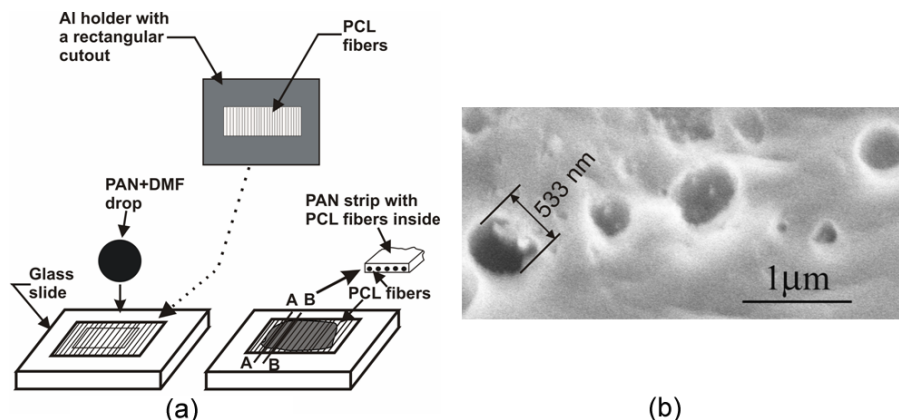 Al holder with
a rectangular
cutout
PCL
fibers
PAN+DMF
drop
PAN strip with
PCL fibers inside
Glass
slide
PCL fibers
A B
A B
(a)
533 nm
1μm
(b)